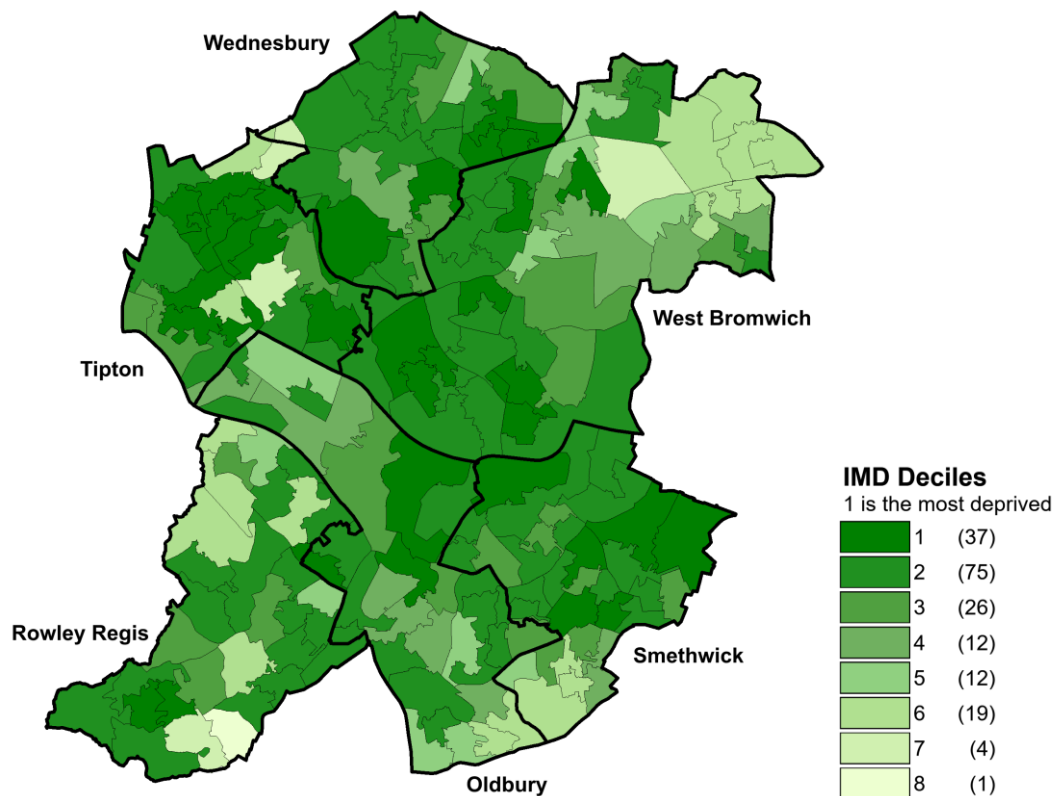 Wednesbury
West Bromwich
Tipton
Rowley Regis
Smethwick
Oldbury
IMD Deciles
1 is the most deprived
1 (37)
2 (75)
3 (26)
4 (12)
5 (12)
6 (19)
7 (4)
8 (1)